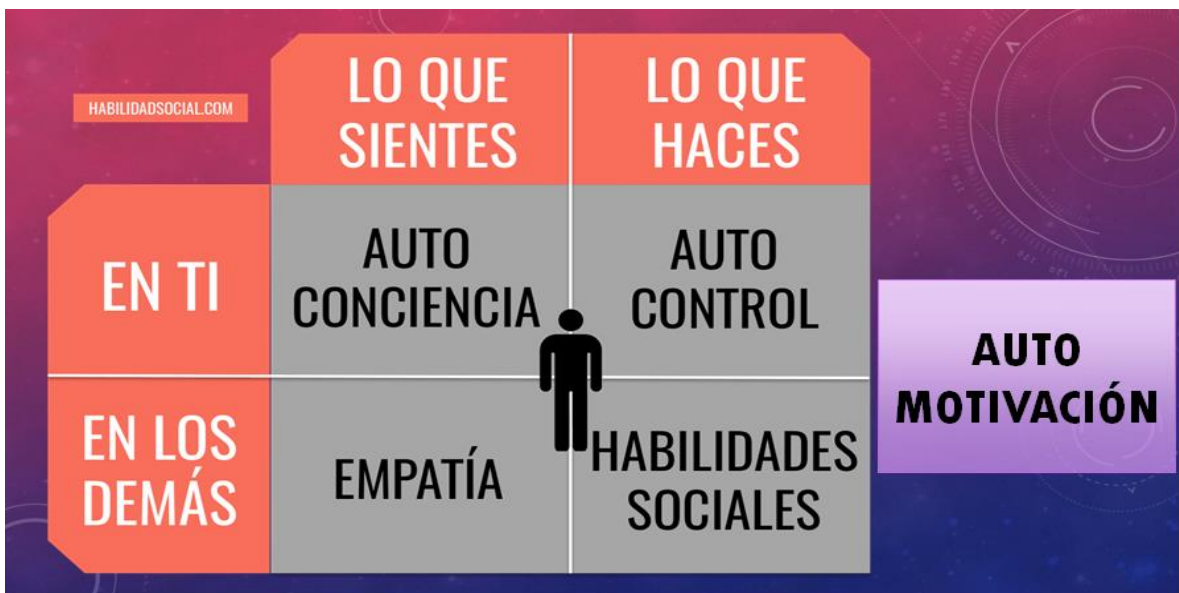 HABILIDADSOCIAL.COM
LO QUE
SIENTES
LO QUE
HACES
EN TI
AUTO
CONCIENCIA
AUTO
CONTROL
EN LOS
DEMÁS
EMPATÍA
HABILIDADES
SOCIALES
AUTO
MOTIVACIÓN